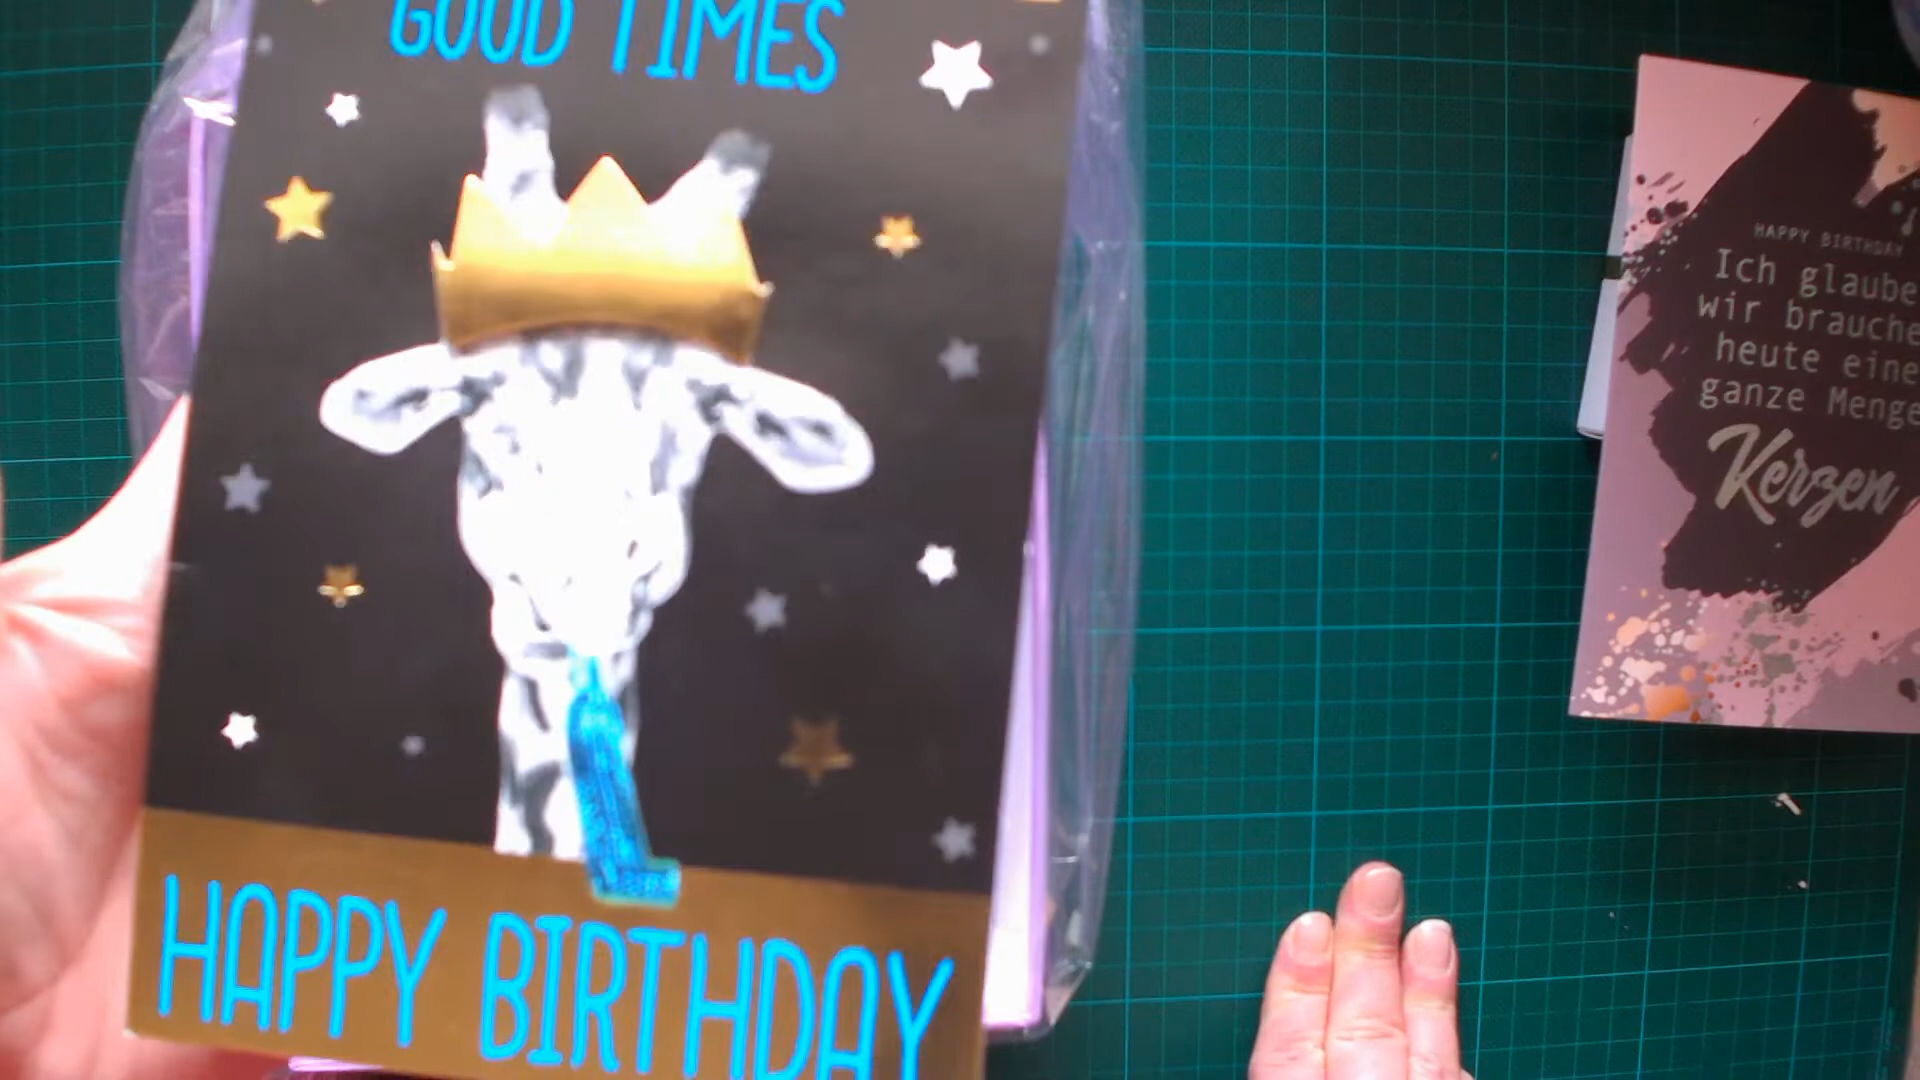 GOOD TIMES
HAPPY BIRTHDAY
HAPPY BIRTHDAY
Ich glaube
wir brauche
heute eine
ganze Menge
Kerzen